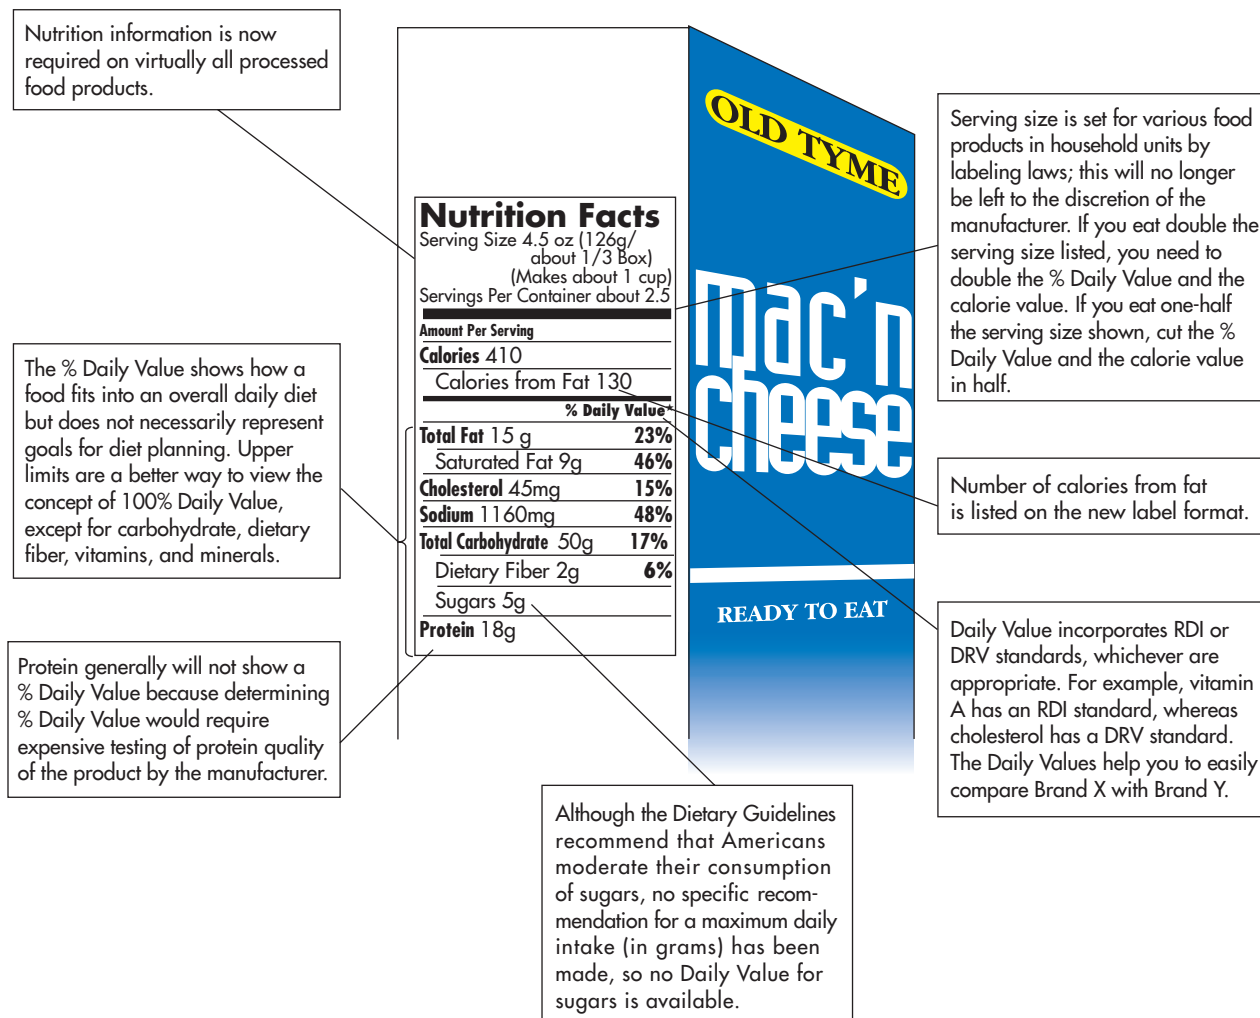 Nutrition information is now
required on virtually all processed
food products.
The % Daily Value shows how a
food fits into an overall daily diet
but does not necessarily represent
goals for diet planning. Upper
limits are a better way to view the
concept of 100% Daily Value,
except for carbohydrate, dietary
fiber, vitamins, and minerals.
Protein generally will not show a
% Daily Value because determining
% Daily Value would require
expensive testing of protein quality
of the product by the manufacturer.
Nutrition Facts
Serving Size 4.5 oz (126g/
about 1/3 Box)
(Makes about 1 cup)
Servings Per Container about 2.5
Amount Per Serving
Calories 410
Calories from Fat 130
% Daily Value*
Total Fat 15 g 23%
Saturated Fat 9g 46%
Cholesterol 45mg 15%
Sodium 1160mg 48%
Total Carbohydrate 50g 17%
Dietary Fiber 2g 6%
Sugars 5g
Protein 18g
OLD TYME
mac'n
cheese
READY TO EAT
Serving size is set for various food
products in household units by
labeling laws; this will no longer
be left to the discretion of the
manufacturer. If you eat double the
serving size listed, you need to
double the % Daily Value and the
calorie value. If you eat one-half
the serving size shown, cut the %
Daily Value and the calorie value
in half.
Number of calories from fat
is listed on the new label format.
Daily Value incorporates RDI or
DRV standards, whichever are
appropriate. For example, vitamin
A has an RDI standard, whereas
cholesterol has a DRV standard.
The Daily Values help you to easily
compare Brand X with Brand Y.
Although the Dietary Guidelines
recommend that Americans
moderate their consumption
of sugars, no specific recom-
mendation for a maximum daily
intake (in grams) has been
made, so no Daily Value for
sugars is available.